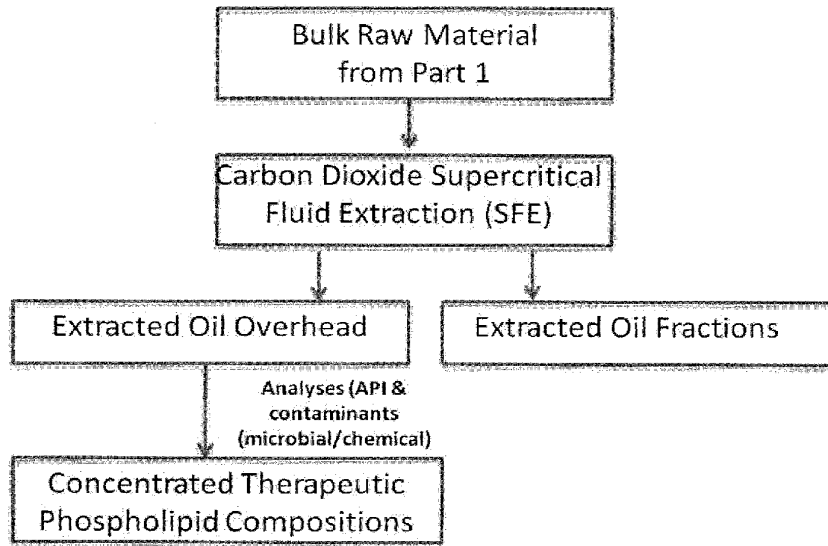 Bulk Raw Material
from Part 1
Carbon Dioxide Supercritical
Fluid Extraction (SFE)
Extracted Oil Overhead
Extracted Oil Fractions
Analyses (API &
contaminants
(microbial/chemical)
Concentrated Therapeutic
Phospholipid Compositions